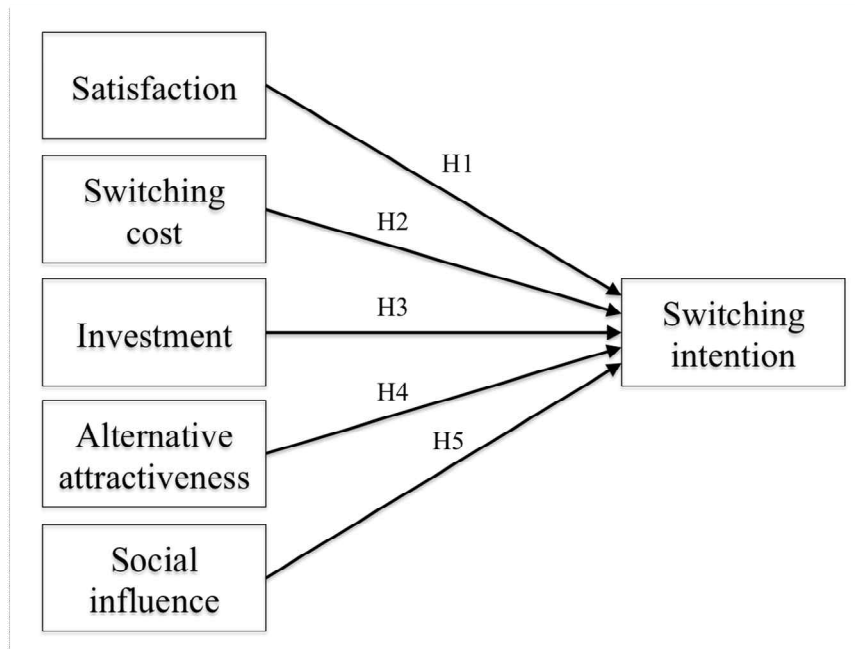 Satisfaction
H1
Switching
cost
H2
Investment
H3
Switching
intention
Alternative
attractiveness
H4
Social
influence
H5